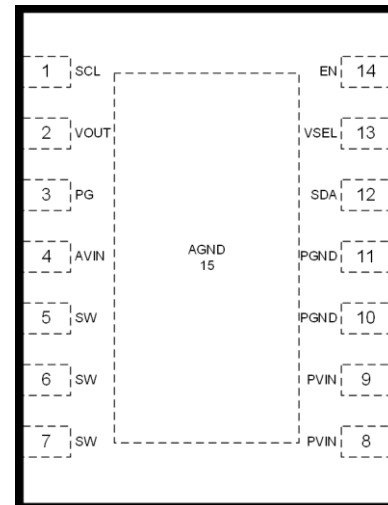 1 SCL EN 14
2 VOUT VSEL 13
3 PG SDA 12
4 AVIN AGND PGND 11
15
5 SW PGND 10
6 SW PVIN 9
7 SW PVIN 8